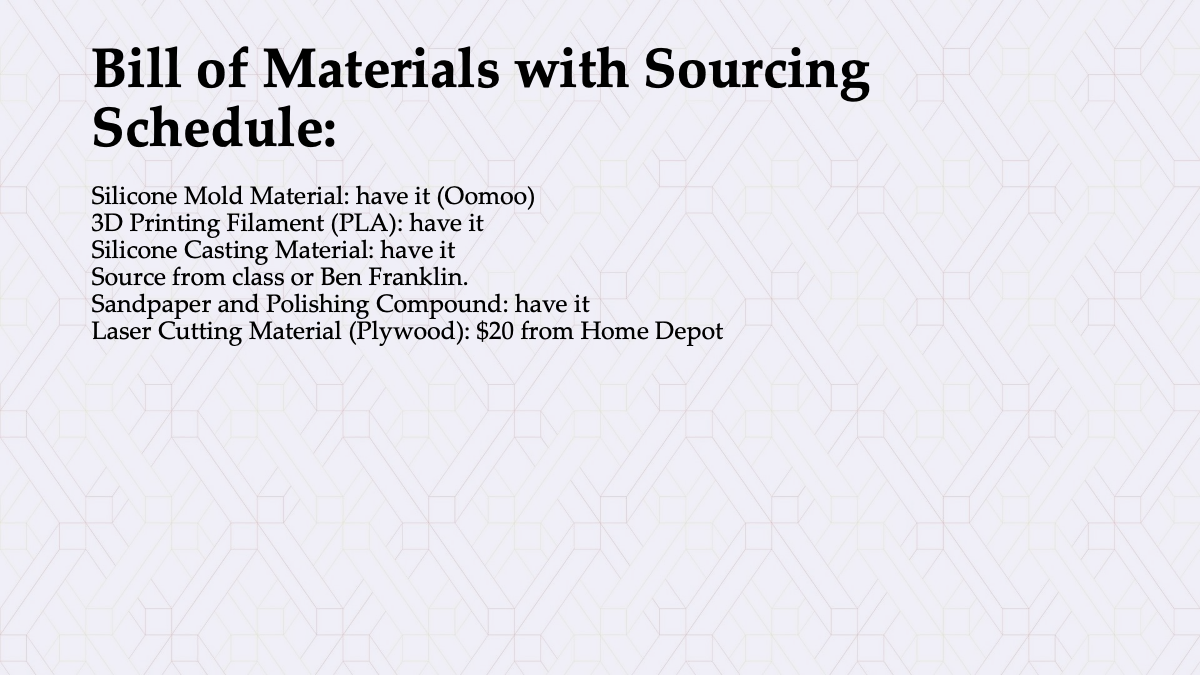 Bill of Materials with Sourcing
Schedule:
Silicone Mold Material: have it (Oomoo)
3D Printing Filament (PLA): have it
Silicone Casting Material: have it
Source from class or Ben Franklin.
Sandpaper and Polishing Compound: have it
Laser Cutting Material (Plywood): $20 from Home Depot